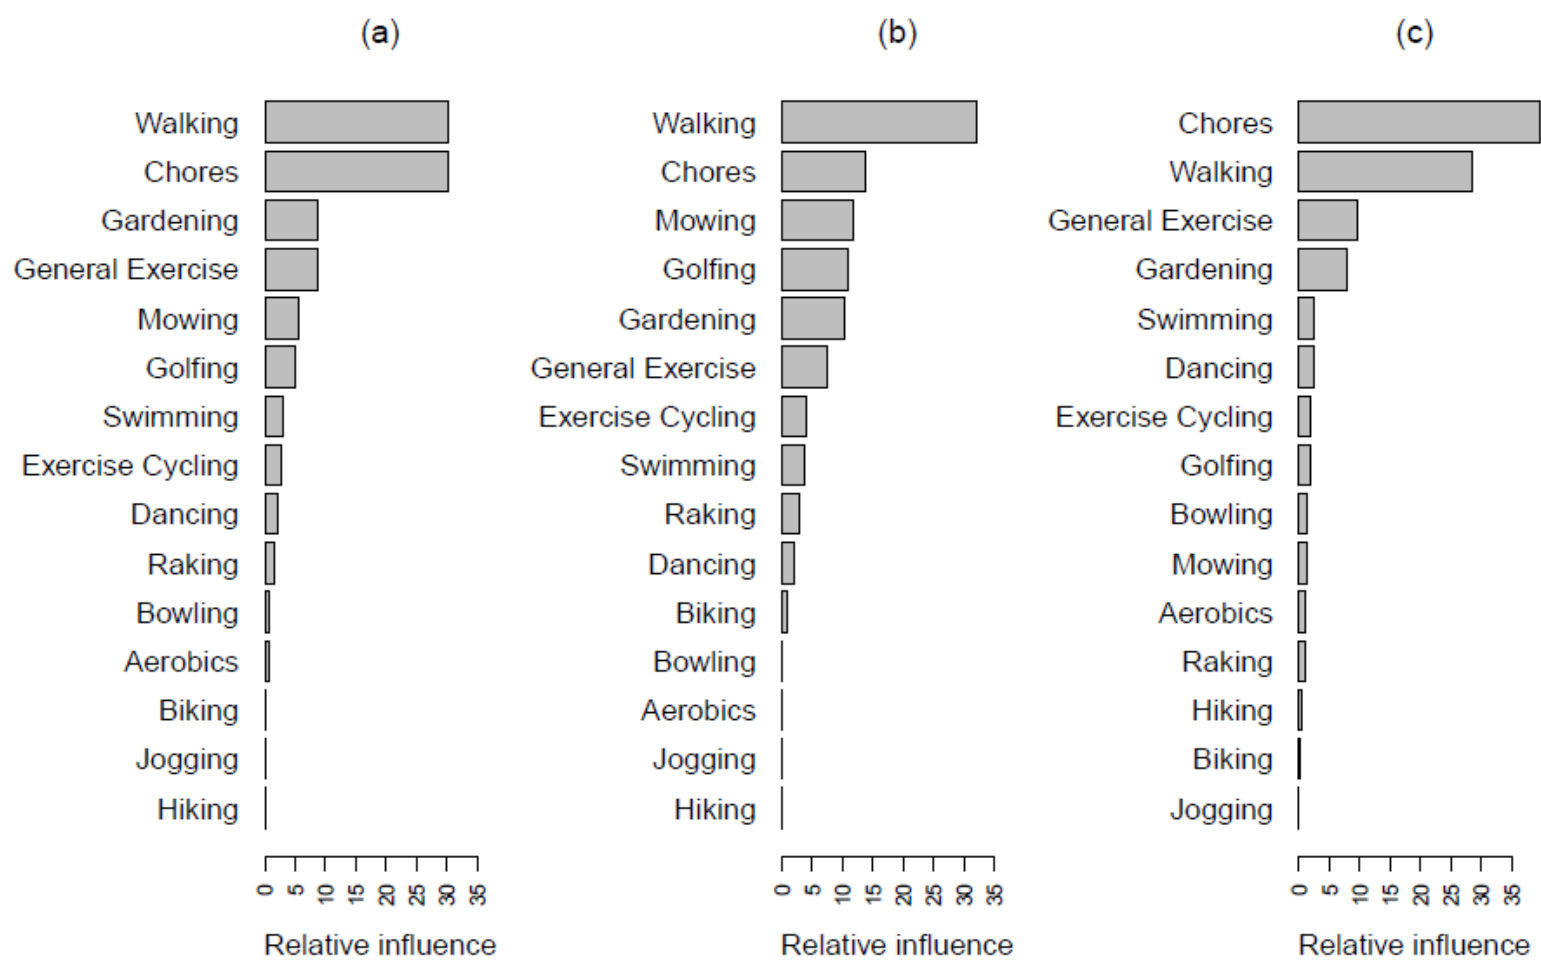 (a)
Walking
Chores
Gardening
General Exercise
Mowing
Golfing
Swimming
Exercise Cycling
Dancing
Raking
Bowling
Aerobics
Biking
Jogging
Hiking
0 5 10 15 20 25 30 35
Relative influence
(b)
Walking
Chores
Mowing
Golfing
Gardening
General Exercise
Exercise Cycling
Swimming
Raking
Dancing
Biking
Bowling
Aerobics
Jogging
Hiking
0 5 10 15 20 25 30 35
Relative influence
(c)
Chores
Walking
General Exercise
Gardening
Swimming
Dancing
Exercise Cycling
Golfing
Bowling
Mowing
Aerobics
Raking
Hiking
Biking
Jogging
0 5 10 15 20 25 30 35
Relative influence